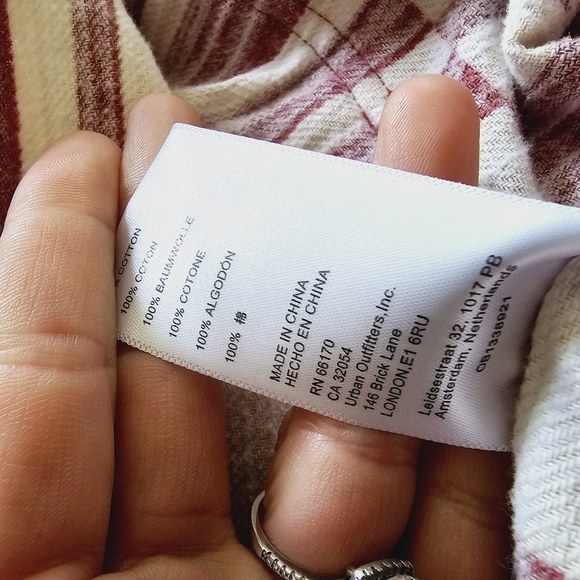 COTTON
100% COTON
100% BAUMWOLLE
100% COTONE
100% ALGODÓN
100% 棉
MADE IN CHINA
HECHO EN CHINA
RN 66170
CA 32054
Urban Outfitters,Inc.
146 Brick Lane
LONDON.E1 6RU
Leidsestraat 32, 1017 PB
Amsterdam, Netherlands